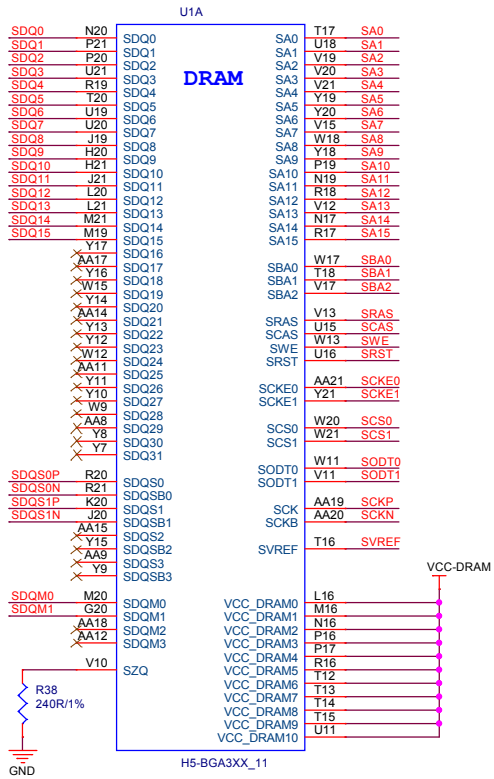 U1A
DRAM
SDQ0 N20 SDQ0 SA0 T17 SA0
SDQ1 P21 SDQ1 SA1 U18 SA1
SDQ2 P20 SDQ2 SA2 V19 SA2
SDQ3 U21 SDQ3 SA3 V20 SA3
SDQ4 R19 SDQ4 SA4 V21 SA4
SDQ5 T20 SDQ5 SA5 Y19 SA5
SDQ6 U19 SDQ6 SA6 Y20 SA6
SDQ7 U20 SDQ7 SA7 V15 SA7
SDQ8 J19 SDQ8 SA8 W18 SA8
SDQ9 H20 SDQ9 SA9 Y18 SA9
SDQ10 H21 SDQ10 SA10 P19 SA10
SDQ11 J21 SDQ11 SA11 N19 SA11
SDQ12 L20 SDQ12 SA12 R18 SA12
SDQ13 L21 SDQ13 SA13 V12 SA13
SDQ14 M21 SDQ14 SA14 N17 SA14
SDQ15 M19 SDQ15 SA15 R17 SA15
Y17 SDQ16
AA17 SDQ17 SBA0 W17 SBA0
Y16 SDQ18 SBA1 T18 SBA1
W15 SDQ19 SBA2 V17 SBA2
Y14 SDQ20
AA14 SDQ21 SRAS V13 SRAS
Y13 SDQ22 SCAS U15 SCAS
Y12 SDQ23 SWE W13 SWE
W12 SDQ24 SRST U16 SRST
AA11 SDQ25
Y11 SDQ26 SCKE0 AA21 SCKE0
Y10 SDQ27 SCKE1 Y21 SCKE1
W9 SDQ28
AA8 SDQ29 SCS0 W20 SCS0
Y8 SDQ30 SCS1 W21 SCS1
Y7 SDQ31
SODT0 W11 SODT0
SDQS0P R20 SDQS0 SODT1 V11 SODT1
SDQS0N R21 SDQSB0
SDQS1P K20 SDQS1 SCK AA19 SCKP
SDQS1N J20 SDQSB1 SCKB AA20 SCKN
AA15 SDQS2
Y15 SDQSB2 SVREF T16 SVREF
AA9 SDQS3
Y9 SDQSB3
VCC-DRAM
SDQM0 M20 SDQM0 VCC_DRAM0 L16
SDQM1 G20 SDQM1 VCC_DRAM1 M16
AA18 SDQM2 VCC_DRAM2 N16
AA12 SDQM3 VCC_DRAM3 P16
VCC_DRAM4 P17
V10 SZQ VCC_DRAM5 R16
VCC_DRAM6 T12
R38 VCC_DRAM7 T13
240R/1% VCC_DRAM8 T14
VCC_DRAM9 T15
VCC_DRAM10 U11
GND
H5-BGA3XX_11